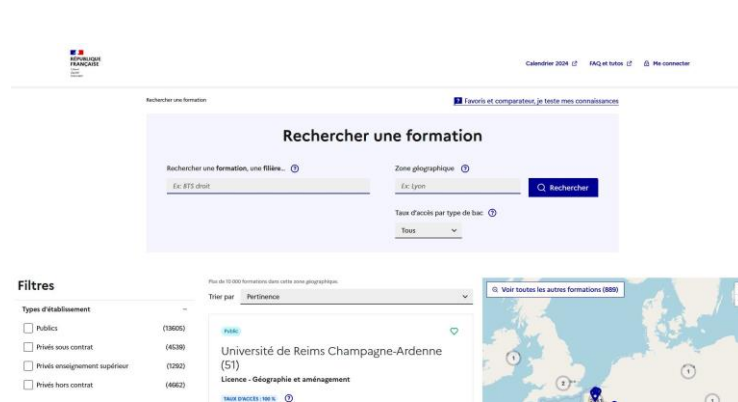 RÉPUBLIQUE
FRANÇAISE
Calendrier 2024 FAQ et tutos Me connecter
Rechercher une formation
Favoris et comparateur, je teste mes connaissances
Rechercher une formation
Rechercher une formation, une filière... ?
Zone géographique ?
Ex: BTS droit
Ex: Lyon
Rechercher
Taux d'accès par type de bac ?
Tous
Filtres
Plus de 10 000 formations dans cette zone géographique.
Trier par Pertinence
Voir toutes les autres formations (889)
Types d'établissement
Publics (13605)
Privés sous contrat (4539)
Privés enseignement supérieur (1292)
Privés hors contrat (4662)
Public
Université de Reims Champagne-Ardenne
(51)
Licence - Géographie et aménagement
TAUX D'ACCÈS : 100 % ?
1
2
1